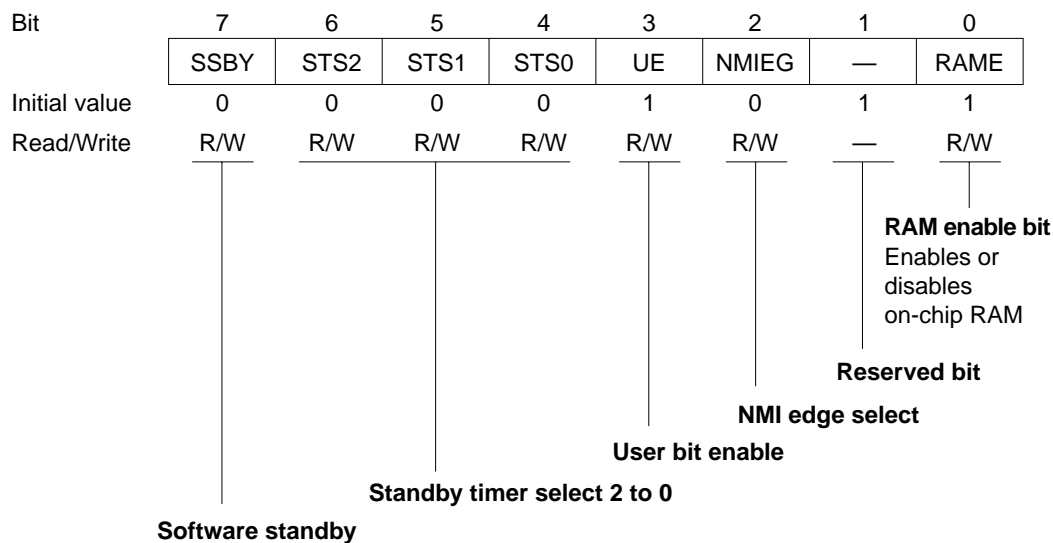 Bit 7 6 5 4 3 2 1 0
SSBY STS2 STS1 STS0 UE NMIEG — RAME
Initial value 0 0 0 0 1 0 1 1
Read/Write R/W R/W R/W R/W R/W R/W — R/W
RAM enable bit
Enables or
disables
on-chip RAM
Reserved bit
NMI edge select
User bit enable
Standby timer select 2 to 0
Software standby